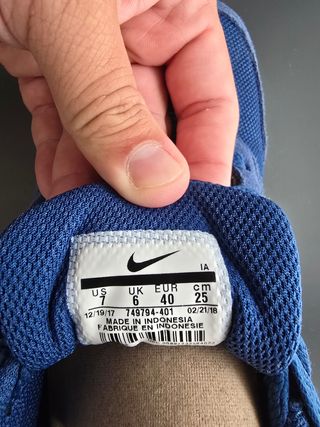 IA
US UK EUR cm
7 6 40 25
12/19/17 749794-401 02/21/18
MADE IN INDONESIA
FABRIQUE EN INDONESIE